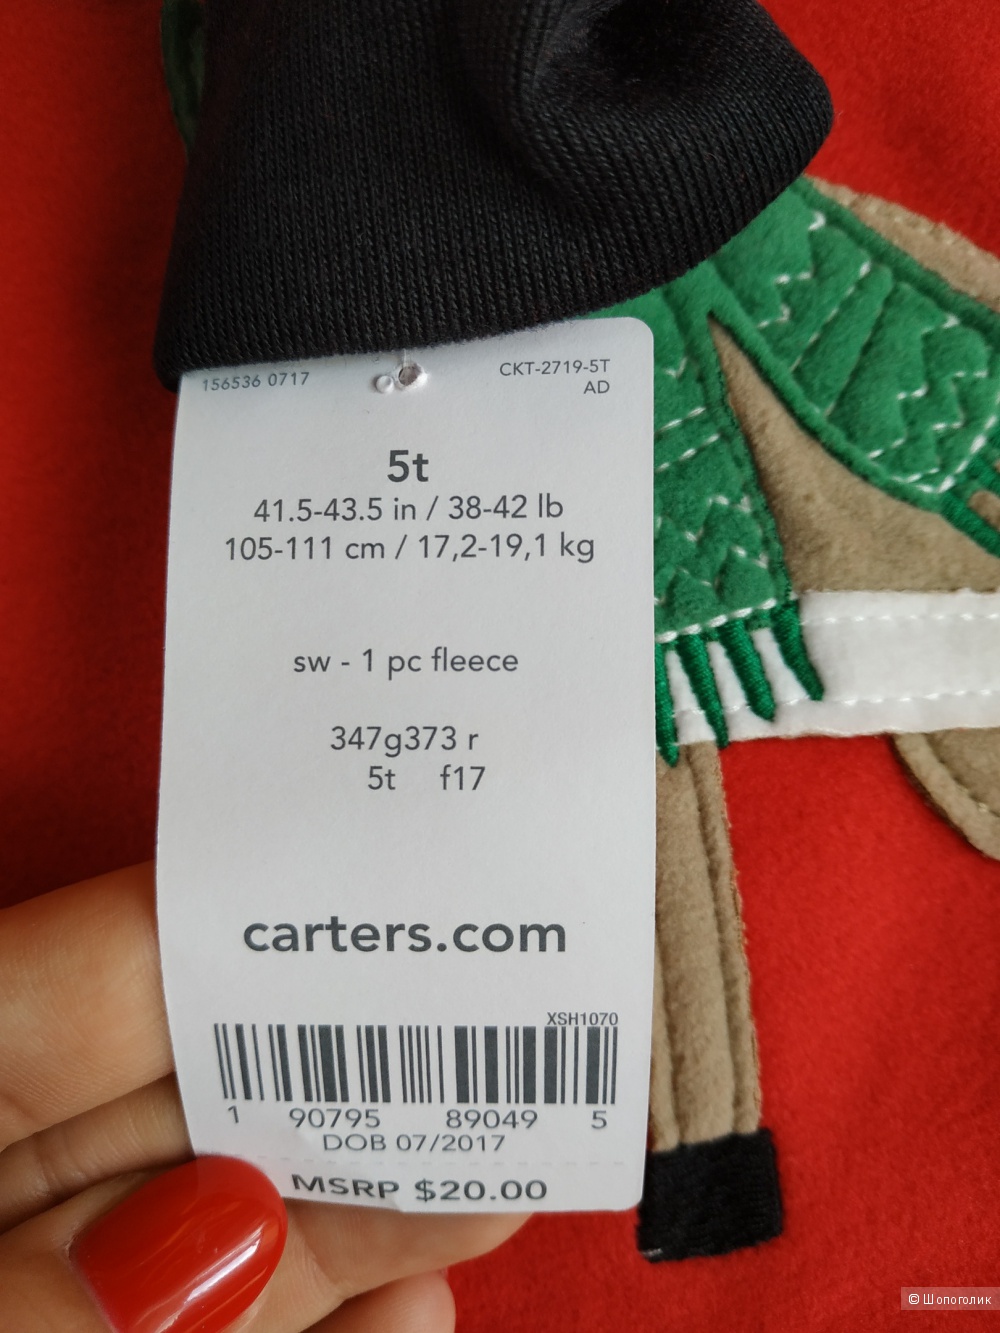 156536 0717
CKT-2719-5T
AD
5t
41.5-43.5 in / 38-42 lb
105-111 cm / 17,2-19,1 kg
sw - 1 pc fleece
347g373 r
5t f17
carters.com
XSH1070
1 90795 89049 5
DOB 07/2017
MSRP $20.00
© Шопоголик